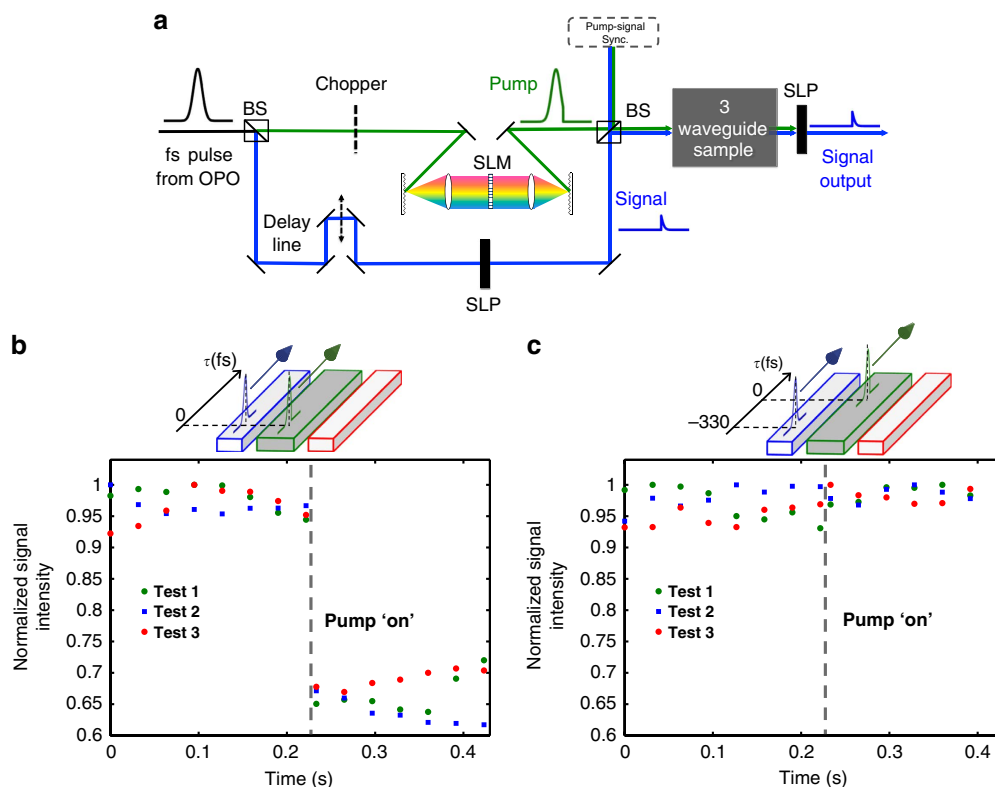 a
Pump-signal
Sync.
Chopper
Pump
BS
BS
SLP
3
waveguide
sample
fs pulse
from OPO
SLM
Signal
output
Delay
line
Signal
SLP
b
τ(fs)
0
1
0.95
0.9
0.85
0.8
0.75
0.7
0.65
0.6
Normalized signal
intensity
Test 1
Test 2
Test 3
Pump ‘on’
0
0.1
0.2
0.3
0.4
Time (s)
c
τ(fs)
0
–330
1
0.95
0.9
0.85
0.8
0.75
0.7
0.65
0.6
Normalized signal
intensity
Test 1
Test 2
Test 3
Pump ‘on’
0
0.1
0.2
0.3
0.4
Time (s)